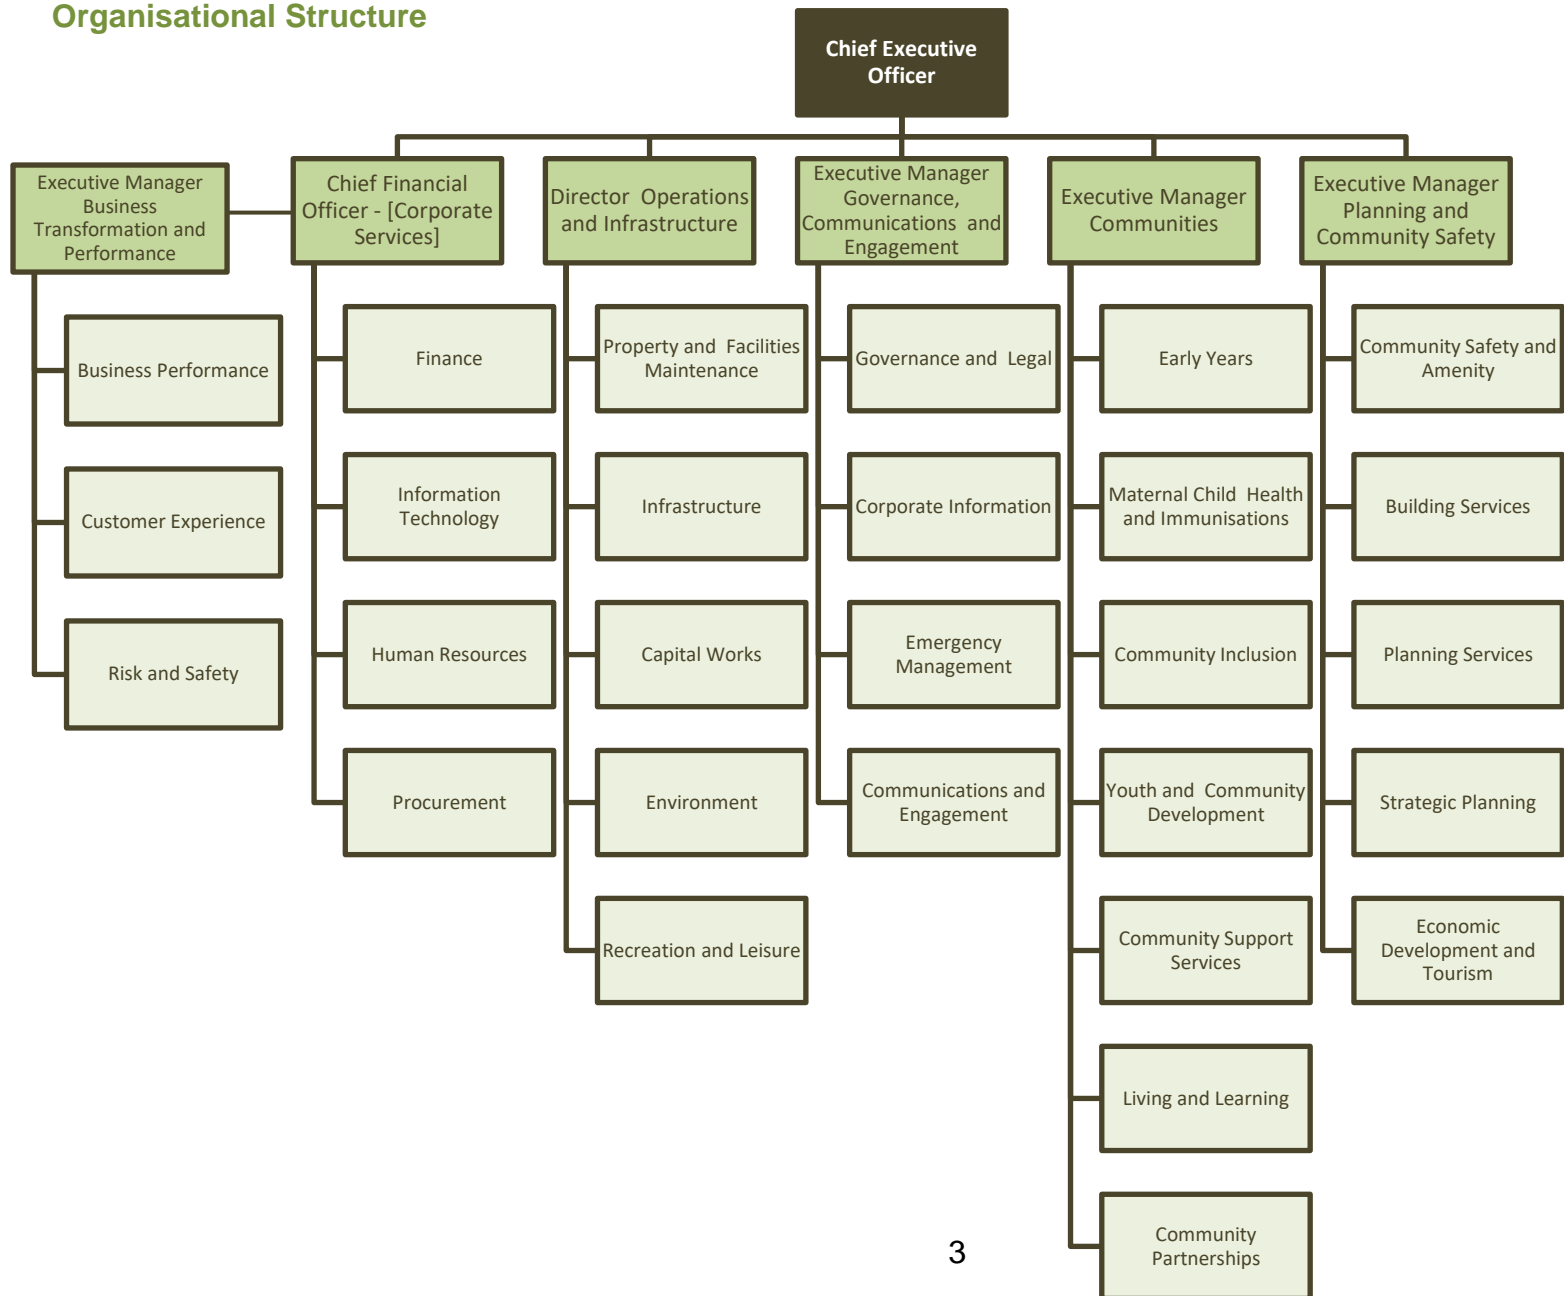 Organisational Structure
Chief Executive
Officer
Executive Manager
Business
Transformation and
Performance
Business Performance
Customer Experience
Risk and Safety
Chief Financial
Officer - [Corporate
Services]
Finance
Information
Technology
Human Resources
Procurement
Director Operations
and Infrastructure
Property and Facilities
Maintenance
Infrastructure
Capital Works
Environment
Recreation and Leisure
Executive Manager
Governance,
Communications and
Engagement
Governance and Legal
Corporate Information
Emergency
Management
Communications and
Engagement
Executive Manager
Communities
Early Years
Maternal Child Health
and Immunisations
Community Inclusion
Youth and Community
Development
Community Support
Services
Living and Learning
Community
Partnerships
Executive Manager
Planning and
Community Safety
Community Safety and
Amenity
Building Services
Planning Services
Strategic Planning
Economic
Development and
Tourism
3